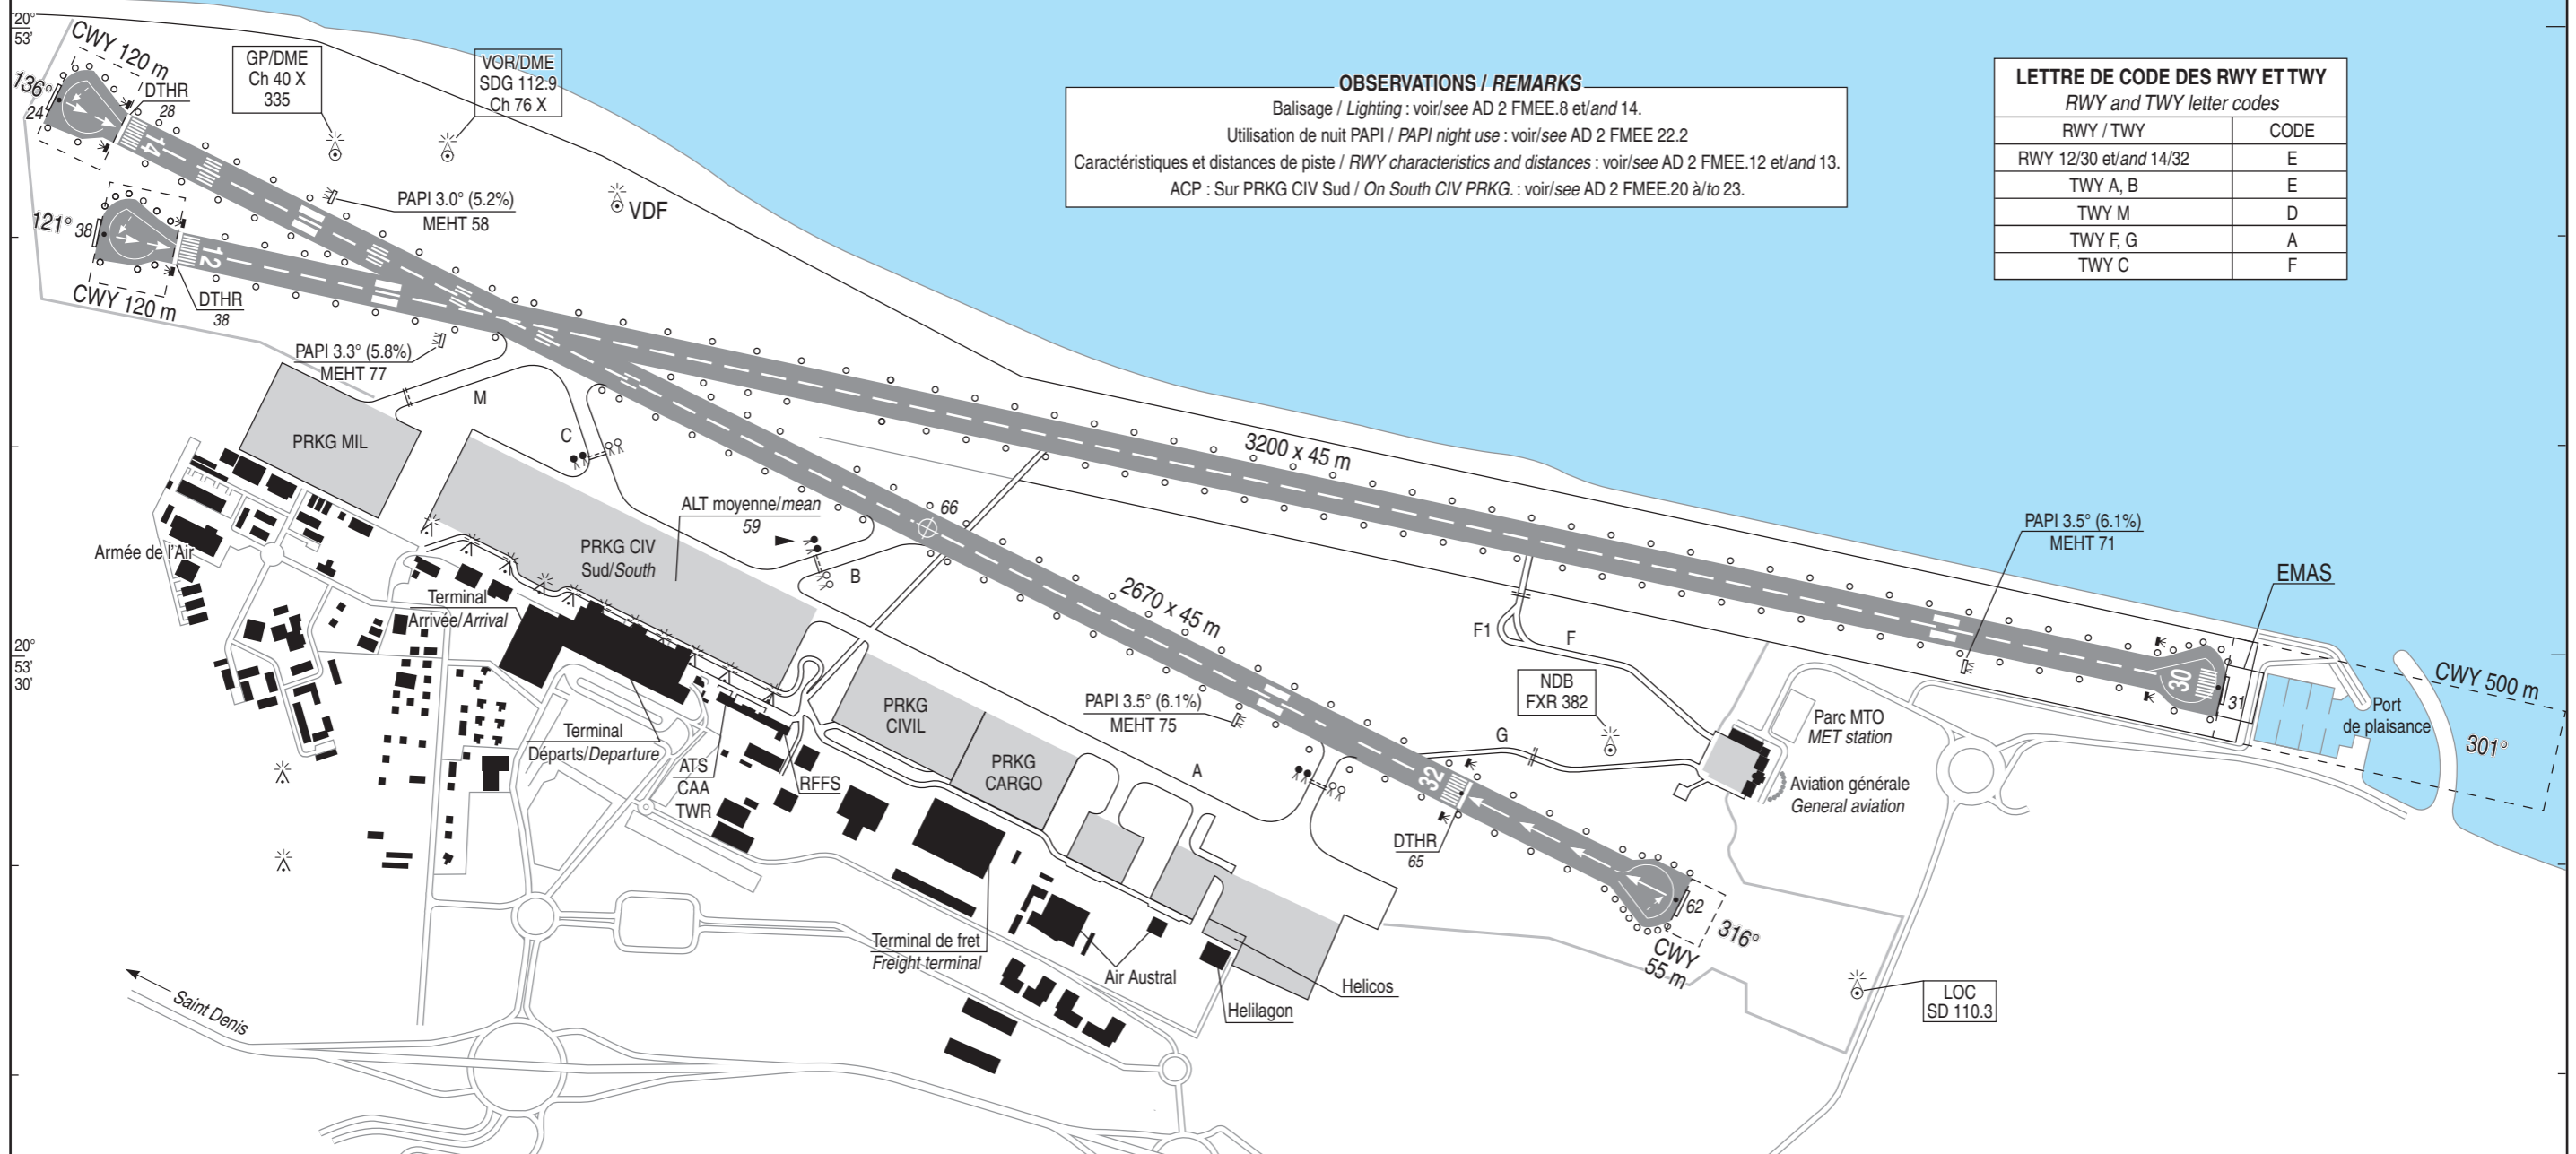 20°
53'
CWY 120 m
136°
24
DTHR
28
GP/DME
Ch 40 X
335
VOR/DME
SDG 112.9
Ch 76 X
VDF
14
PAPI 3.0° (5.2%)
MEHT 58
121°
38
12
DTHR
38
CWY 120 m
PAPI 3.3° (5.8%)
MEHT 77
OBSERVATIONS / REMARKS
Balisage / Lighting : voir/see AD 2 FMEE.8 et/and 14.
Utilisation de nuit PAPI / PAPI night use : voir/see AD 2 FMEE 22.2
Caractéristiques et distances de piste / RWY characteristics and distances : voir/see AD 2 FMEE.12 et/and 13.
ACP : Sur PRKG CIV Sud / On South CIV PRKG. : voir/see AD 2 FMEE.20 à/to 23.
LETTRE DE CODE DES RWY ET TWY
RWY and TWY letter codes
RWY / TWY CODE
RWY 12/30 et/and 14/32 E
TWY A, B E
TWY M D
TWY F, G A
TWY C F
PRKG MIL
M
C
3200 x 45 m
ALT moyenne/mean
59
66
PRKG CIV
Sud/South
B
2670 x 45 m
Armée de l'Air
Terminal
Arrivée/Arrival
PAPI 3.5° (6.1%)
MEHT 71
EMAS
F1
F
20°
53'
30'
NDB
FXR 382
30
31
CWY 500 m
Port
de plaisance
301°
PAPI 3.5° (6.1%)
MEHT 75
PRKG
CIVIL
PRKG
CARGO
A
G
Parc MTO
MET station
Aviation générale
General aviation
Terminal
Départs/Departure
ATS
CAA
TWR
RFFS
32
DTHR
65
62
316°
CWY
55 m
Terminal de fret
Freight terminal
Air Austral
Helicos
Helilagon
LOC
SD 110.3
Saint Denis